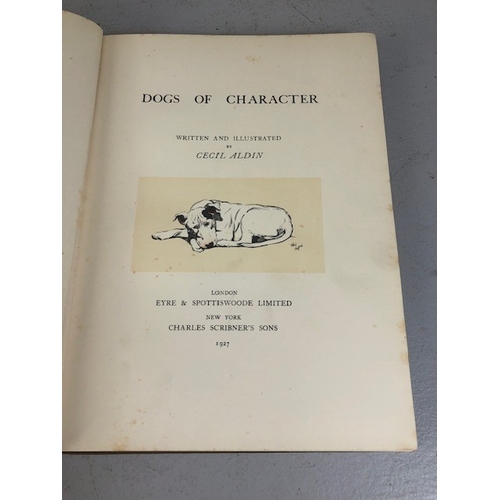 DOGS OF CHARACTER
WRITTEN AND ILLUSTRATED
BY
CECIL ALDIN
LONDON
EYRE & SPOTTISWOODE LIMITED
NEW YORK
CHARLES SCRIBNER'S SONS
1927